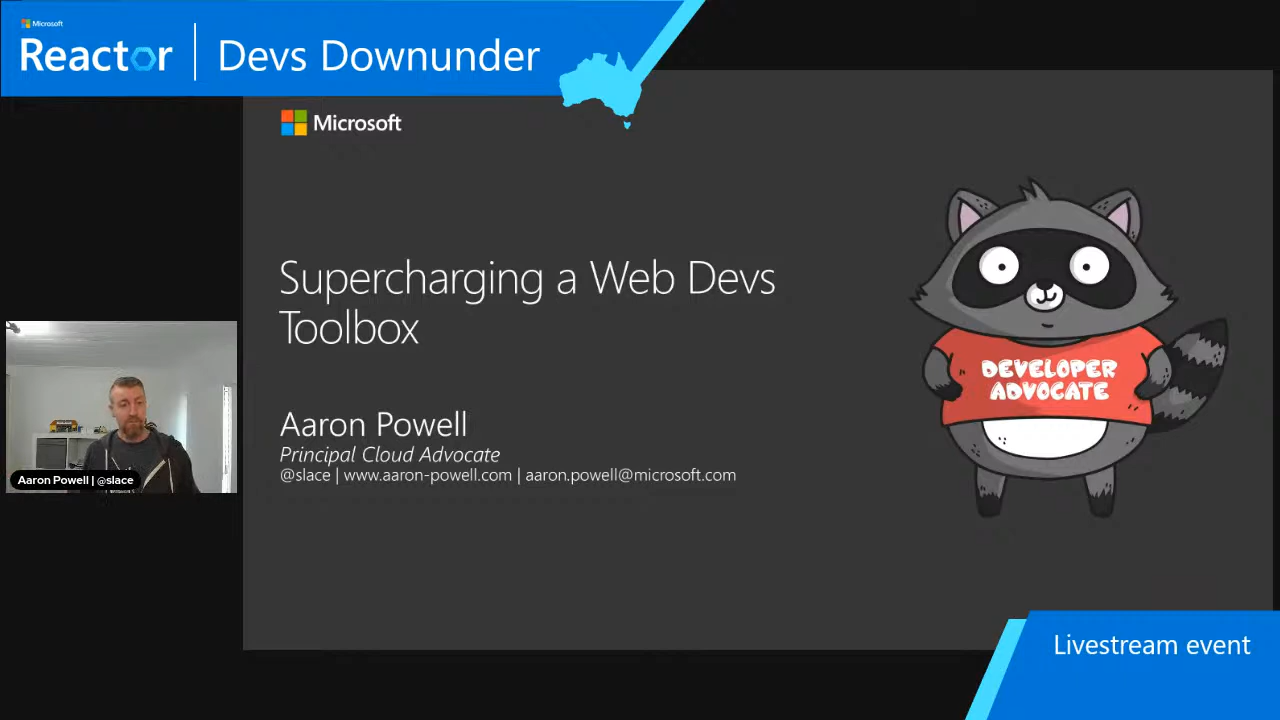 Microsoft
Reactor
Devs Downunder
Microsoft
Supercharging a Web Devs
Toolbox
Aaron Powell
Principal Cloud Advocate
@slace | www.aaron-powell.com | aaron.powell@microsoft.com
DEVELOPER
ADVOCATE
Aaron Powell | @slace
Livestream event